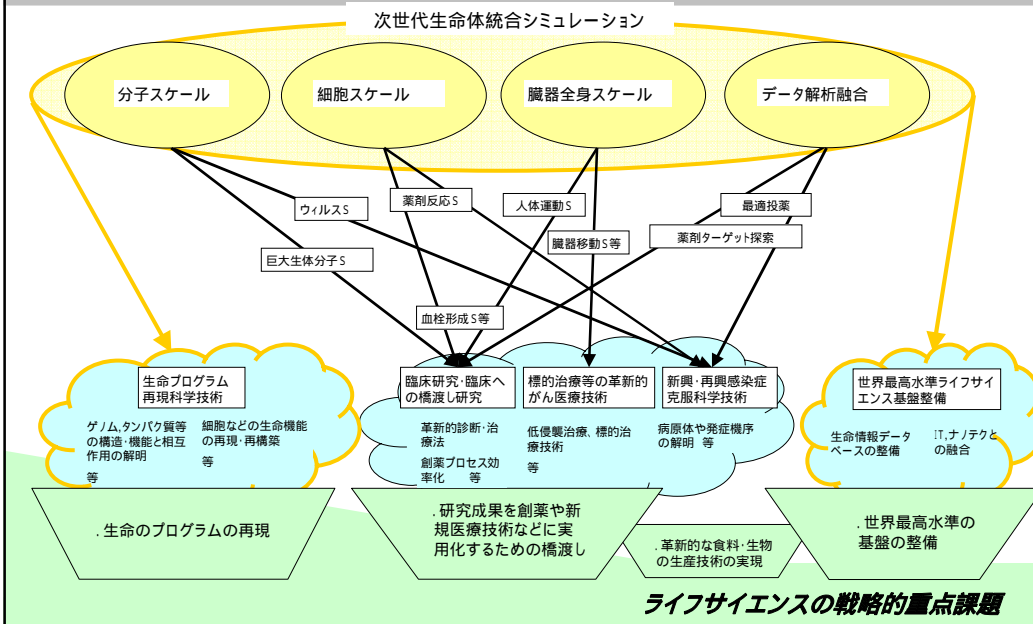 次世代生命体統合シミュレーション
分子スケール
細胞スケール
臓器全身スケール
データ解析融合
ウィルスS
薬剤反応S
人体運動S
最適投薬
臓器移動S等
薬剤ターゲット探索
巨大生体分子S
血栓形成S等
生命プログラム
再現科学技術
ゲノム,タンパク質等
の構造・機能と相互
作用の解明
等
細胞などの生命機能
の再現・再構築
等
臨床研究・臨床へ
の橋渡し研究
革新的診断・治
療法
創薬プロセス効
率化　等
標的治療等の革新的
がん医療技術
低侵襲治療、標的治
療技術
等
新興・再興感染症
克服科学技術
病原体や発症機序
の解明 等
世界最高水準ライフサイ
エンス基盤整備
生命情報データ
ベースの整備
IT,ナノテクと
の融合
.生命のプログラムの再現
.研究成果を創薬や新
規医療技術などに実
用化するための橋渡し
.革新的な食料・生物
の生産技術の実現
.世界最高水準の
基盤の整備
ライフサイエンスの戦略的重点課題